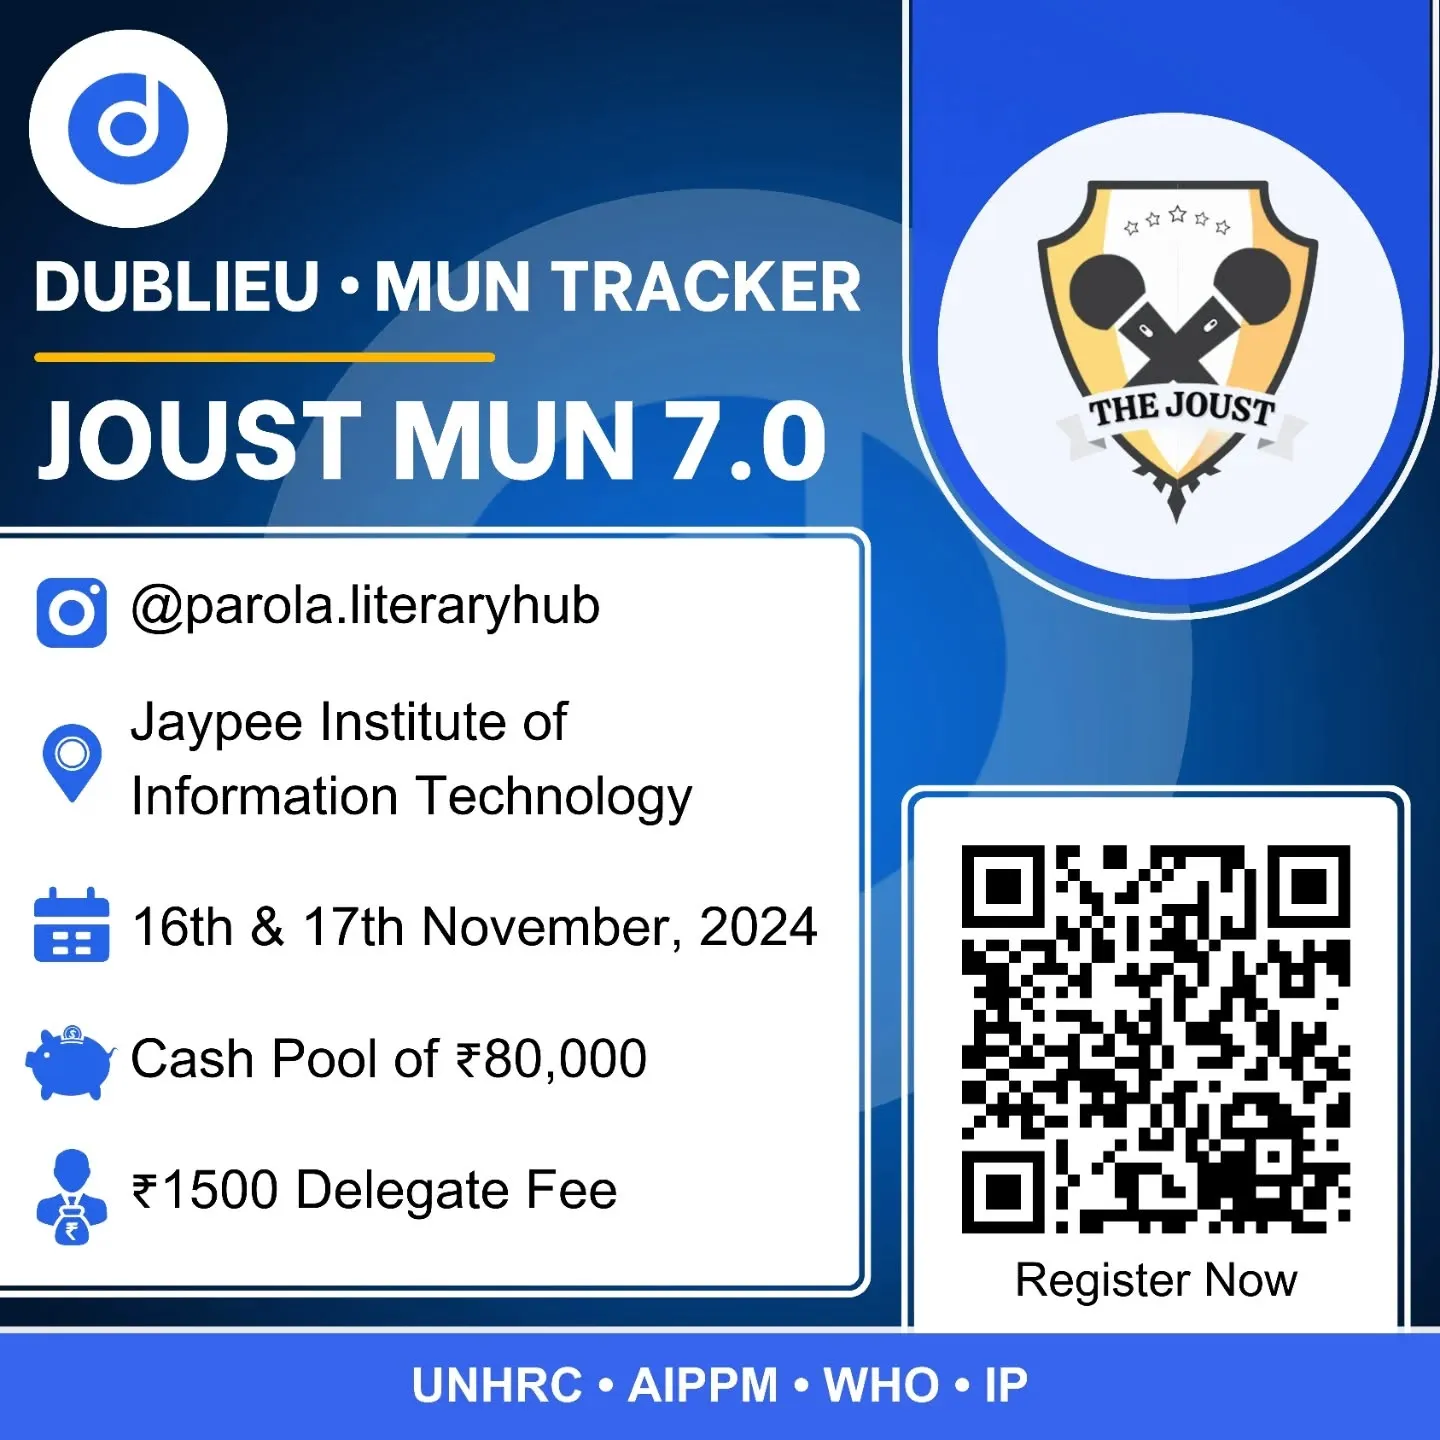 d
DUBLIEU • MUN TRACKER
JOUST MUN 7.0
THE JOUST
@parola.literaryhub
Jaypee Institute of
Information Technology
16th & 17th November, 2024
Cash Pool of ₹80,000
₹1500 Delegate Fee
Register Now
UNHRC • AIPPM • WHO • IP